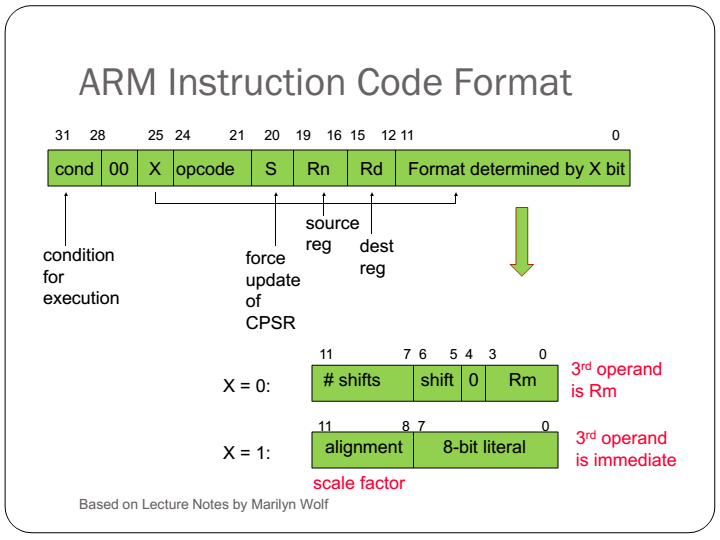 ARM Instruction Code Format
31 28 25 24 21 20 19 16 15 12 11 0
cond 00 X opcode S Rn Rd Format determined by X bit
condition
for
execution
force
update
of
CPSR
source
reg
dest
reg
11 7 6 5 4 3 0
X = 0: # shifts shift 0 Rm
3rd operand
is Rm
11 8 7 0
X = 1: alignment 8-bit literal
3rd operand
is immediate
scale factor
Based on Lecture Notes by Marilyn Wolf